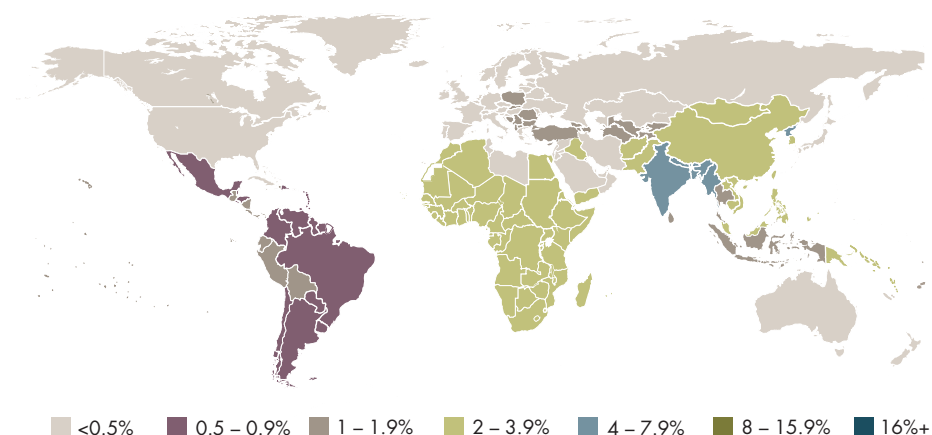 <0.5% 0.5 – 0.9% 1 – 1.9% 2 – 3.9% 4 – 7.9% 8 – 15.9% 16%+